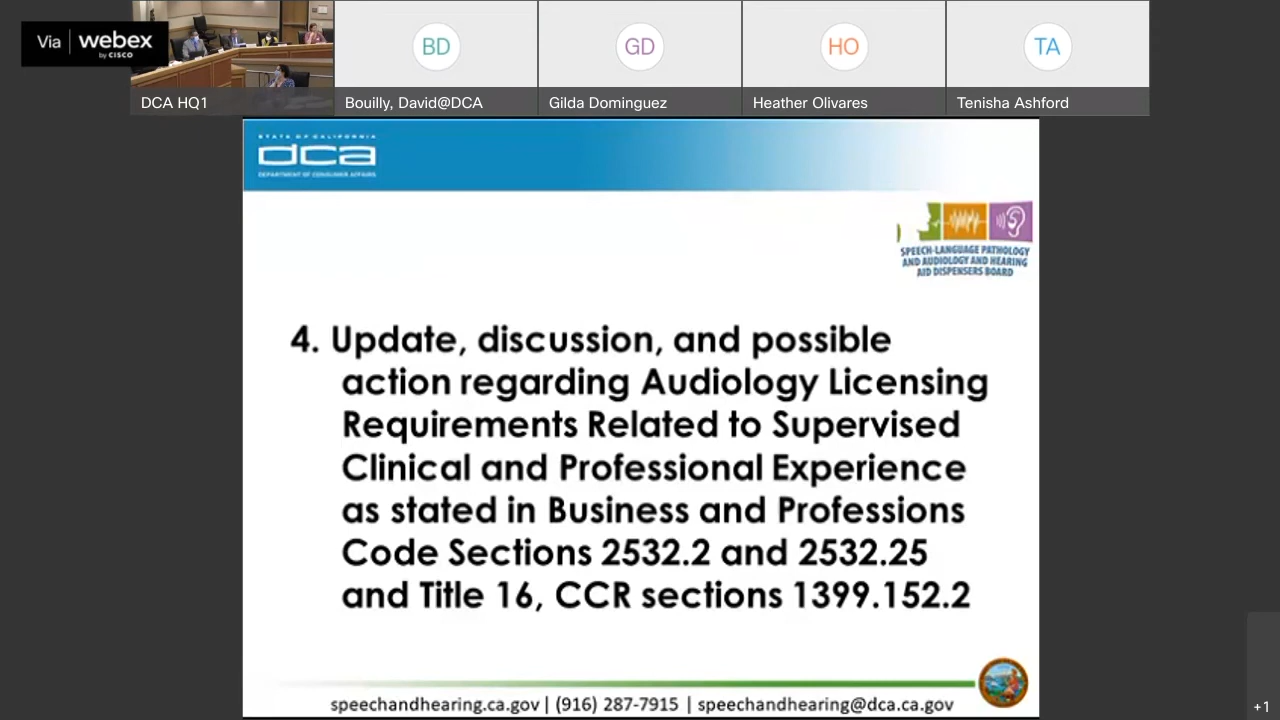 Via webex
by CISCO
BD
GD
HO
TA
DCA HQ1
Bouilly, David@DCA
Gilda Dominguez
Heather Olivares
Tenisha Ashford
STATE OF CALIFORNIA
dca
DEPARTMENT OF CONSUMER AFFAIRS
SPEECH-LANGUAGE PATHOLOGY
AND AUDIOLOGY AND HEARING
AID DISPENSERS BOARD
4. Update, discussion, and possible
action regarding Audiology Licensing
Requirements Related to Supervised
Clinical and Professional Experience
as stated in Business and Professions
Code Sections 2532.2 and 2532.25
and Title 16, CCR sections 1399.152.2
speechandhearing.ca.gov | (916) 287-7915 | speechandhearing@dca.ca.gov
+1